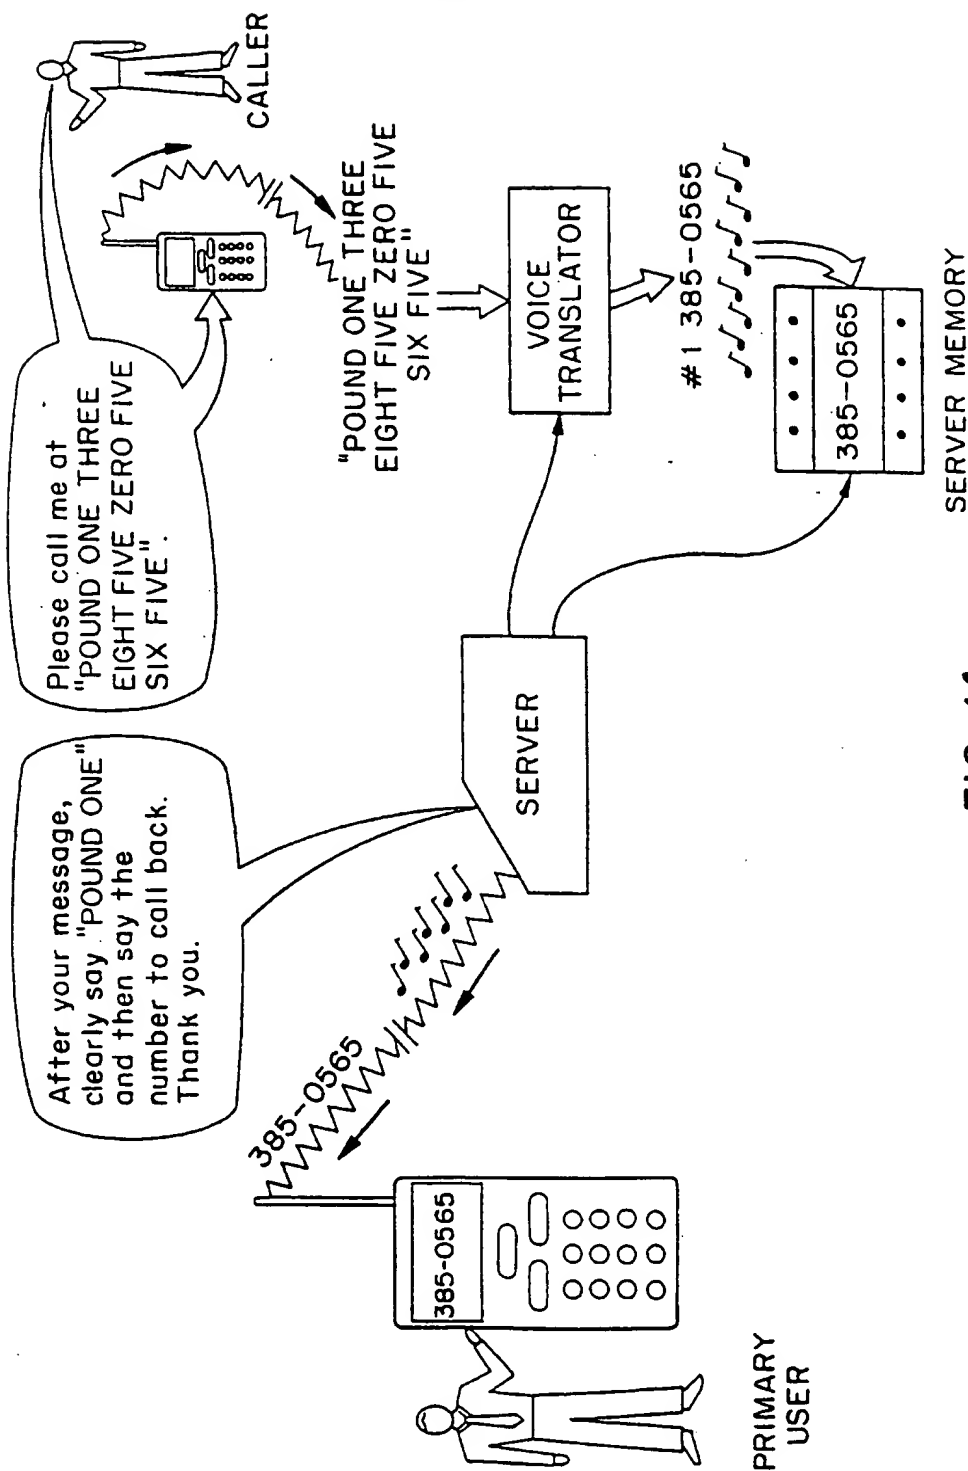 After your message,
clearly say "POUND ONE"
and then say the
number to call back.
Thank you.
Please call me at
"POUND ONE THREE
EIGHT FIVE ZERO FIVE
SIX FIVE".
CALLER
"POUND ONE THREE
EIGHT FIVE ZERO FIVE
SIX FIVE"
385-0565
385-0565
PRIMARY
USER
SERVER
VOICE
TRANSLATOR
#1 385-0565
385-0565
SERVER MEMORY